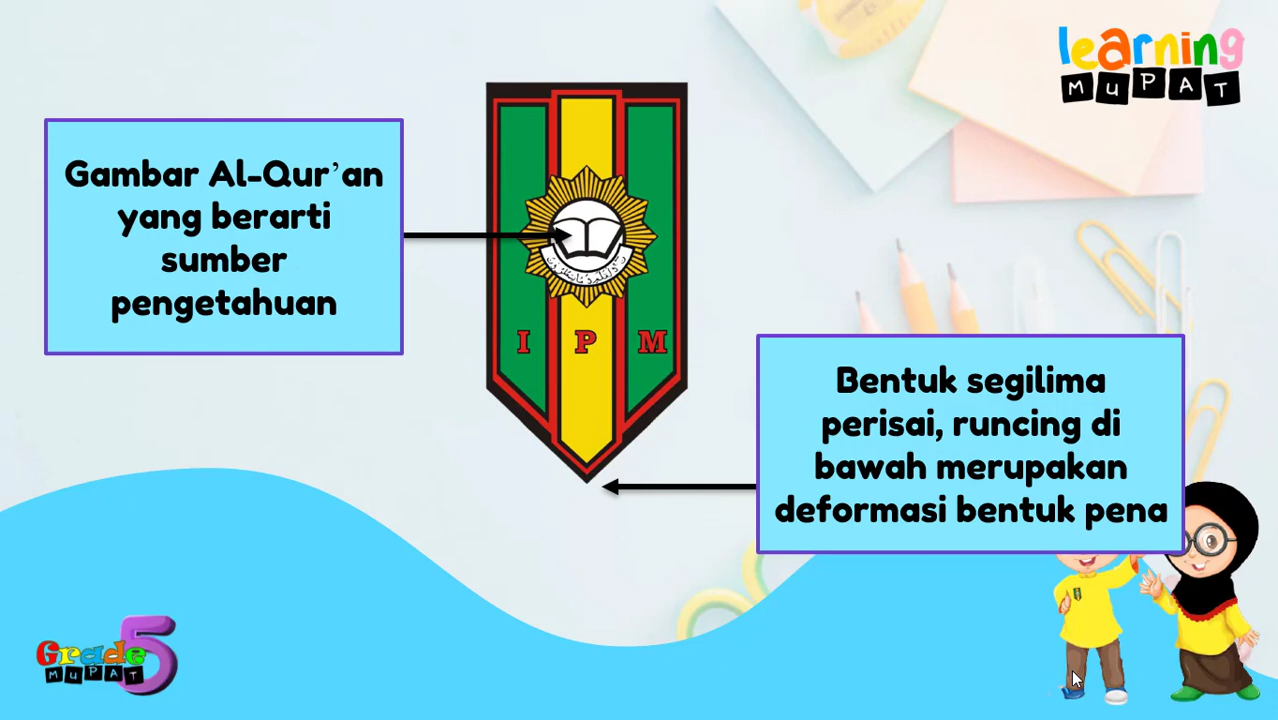 learning
MUPAT
Gambar Al-Qur’an
yang berarti
sumber
pengetahuan
I P M
Bentuk segilima
perisai, runcing di
bawah merupakan
deformasi bentuk pena
Grade 5
MUPAT